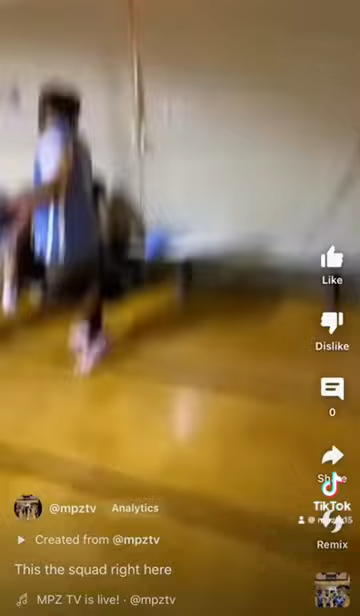 Like
Dislike
0
Share
TikTok
@mpztv Analytics
Remix
Created from @mpztv
This the squad right here
MPZ TV is live! · @mpztv